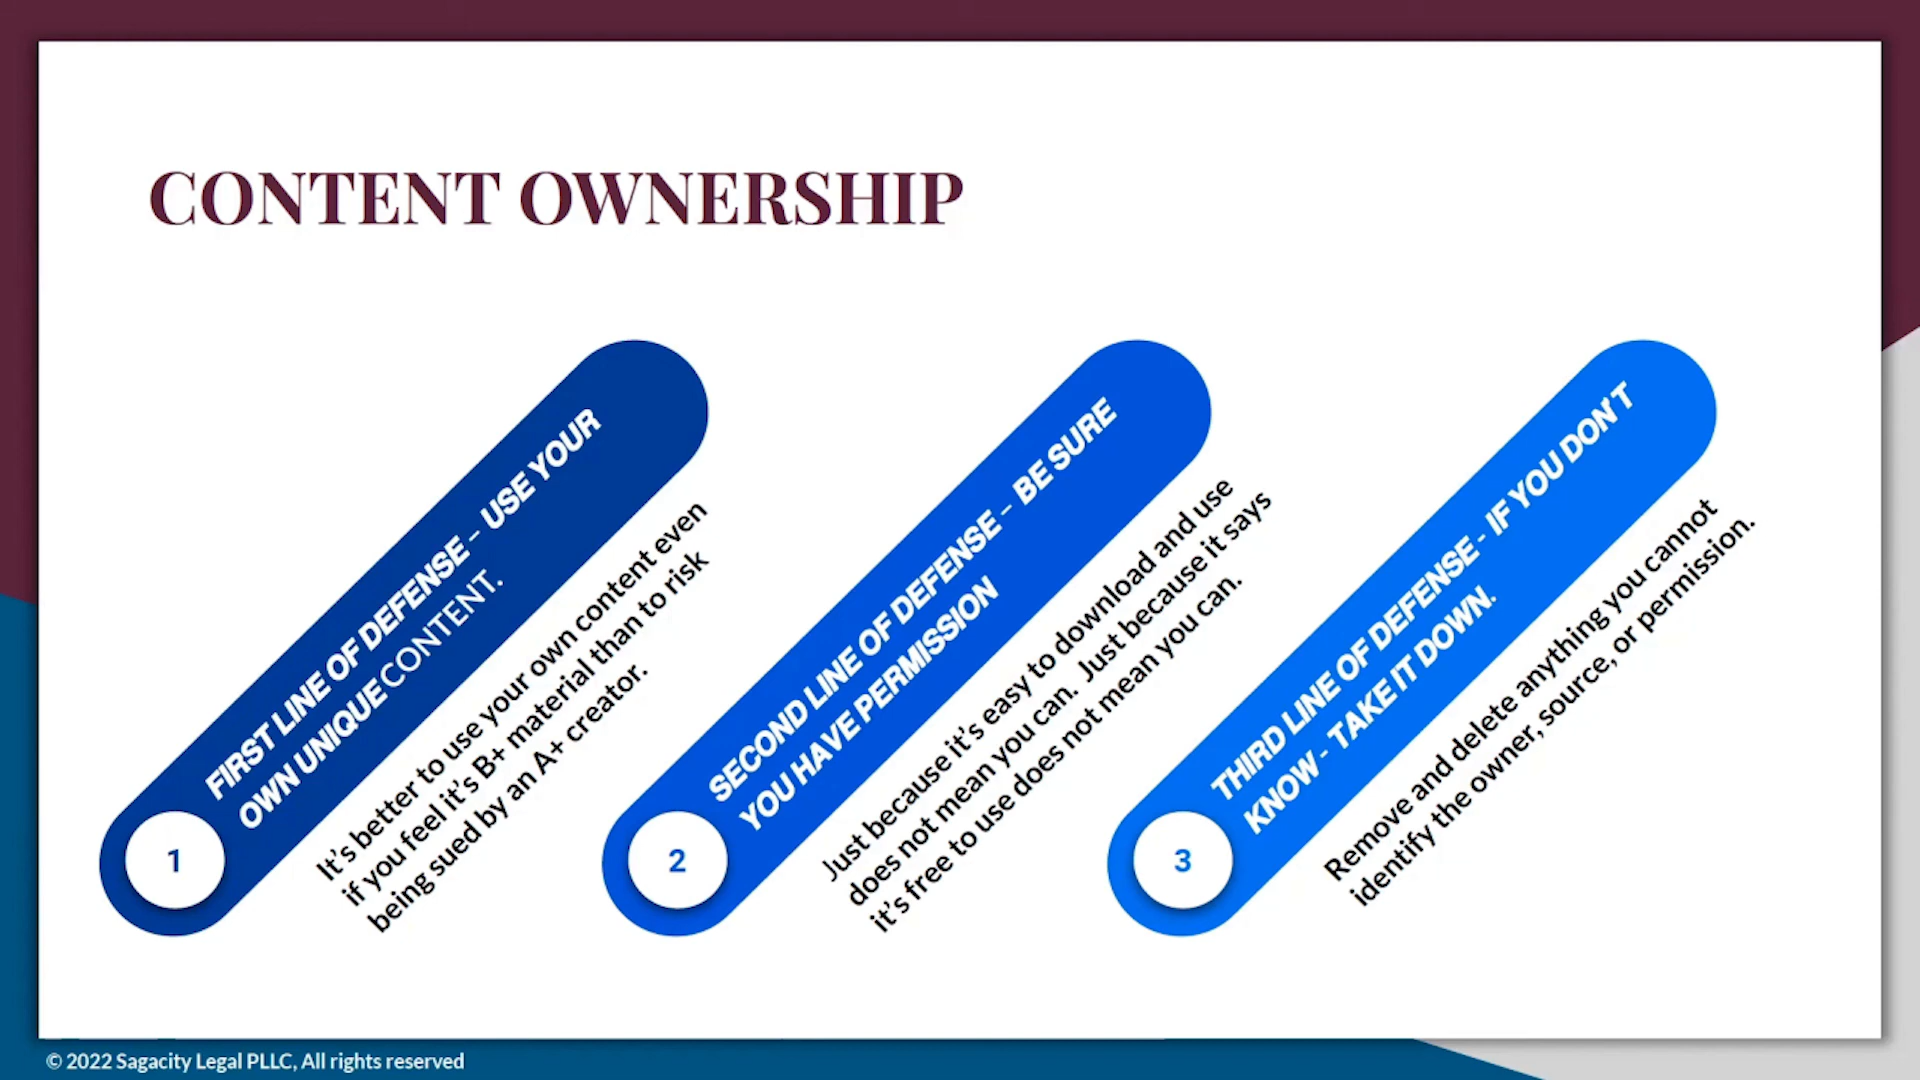 CONTENT OWNERSHIP
FIRST LINE OF DEFENSE – USE YOUR
OWN UNIQUE CONTENT.
1
It's better to use your own content even
if you feel it's B+ material than to risk
being sued by an A+ creator.
SECOND LINE OF DEFENSE – BE SURE
YOU HAVE PERMISSION
2
Just because it's easy to download and use
does not mean you can. Just because it says
it's free to use does not mean you can.
THIRD LINE OF DEFENSE - IF YOU DON'T
KNOW - TAKE IT DOWN.
3
Remove and delete anything you cannot
identify the owner, source, or permission.
© 2022 Sagacity Legal PLLC, All rights reserved